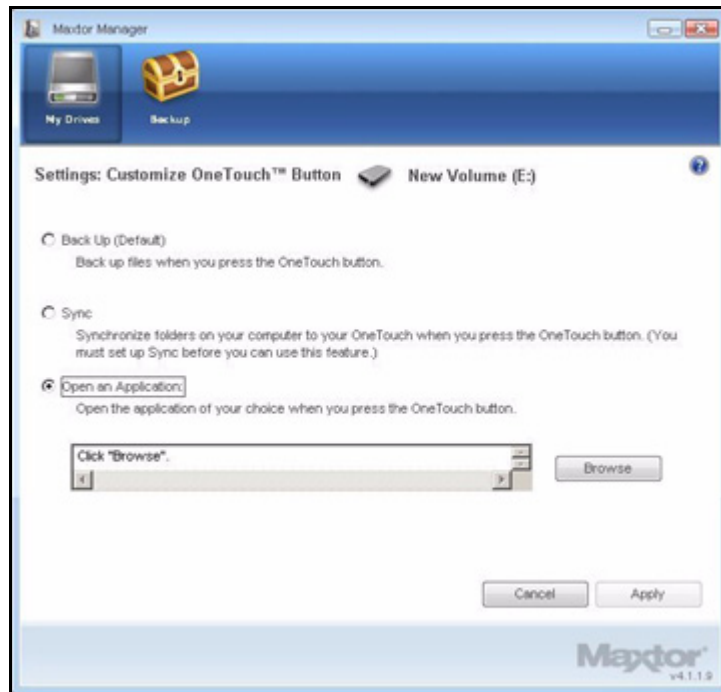 Maxtor Manager
My Drives
Backup
Settings: Customize OneTouch™ Button
New Volume (E:)
Back Up (Default)
Back up files when you press the OneTouch button.
Sync
Synchronize folders on your computer to your OneTouch when you press the OneTouch button. (You
must set up Sync before you can use this feature.)
Open an Application:
Open the application of your choice when you press the OneTouch button.
Click "Browse".
Browse
Cancel
Apply
Maxtor
v4.1.1.9